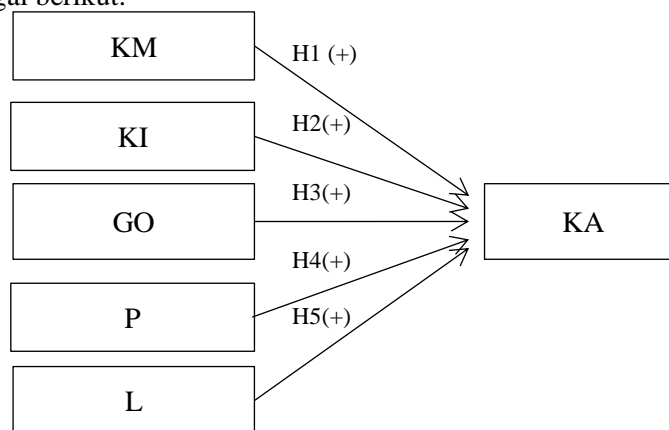 gai berikut:
KM
H1 (+)
KI
H2(+)
GO
H3(+)
KA
P
H4(+)
L
H5(+)